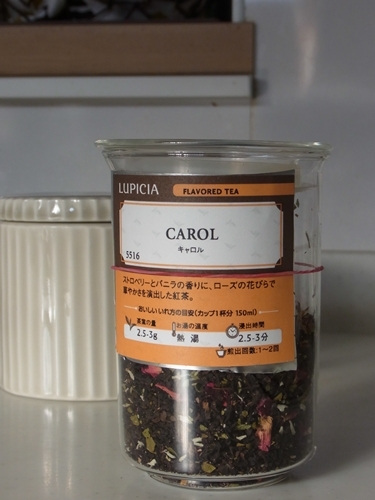 LUPICIA FLAVORED TEA
CAROL
キャロル
5516
ストロベリーとバニラの香りに、ローズの花びらで
華やかさを演出した紅茶。
おいしいいれ方の目安(カップ1杯分 150ml)
茶葉の量 お湯の温度 浸出時間
2.5-3g 熱湯 2.5-3分
煎出回数:1〜2回